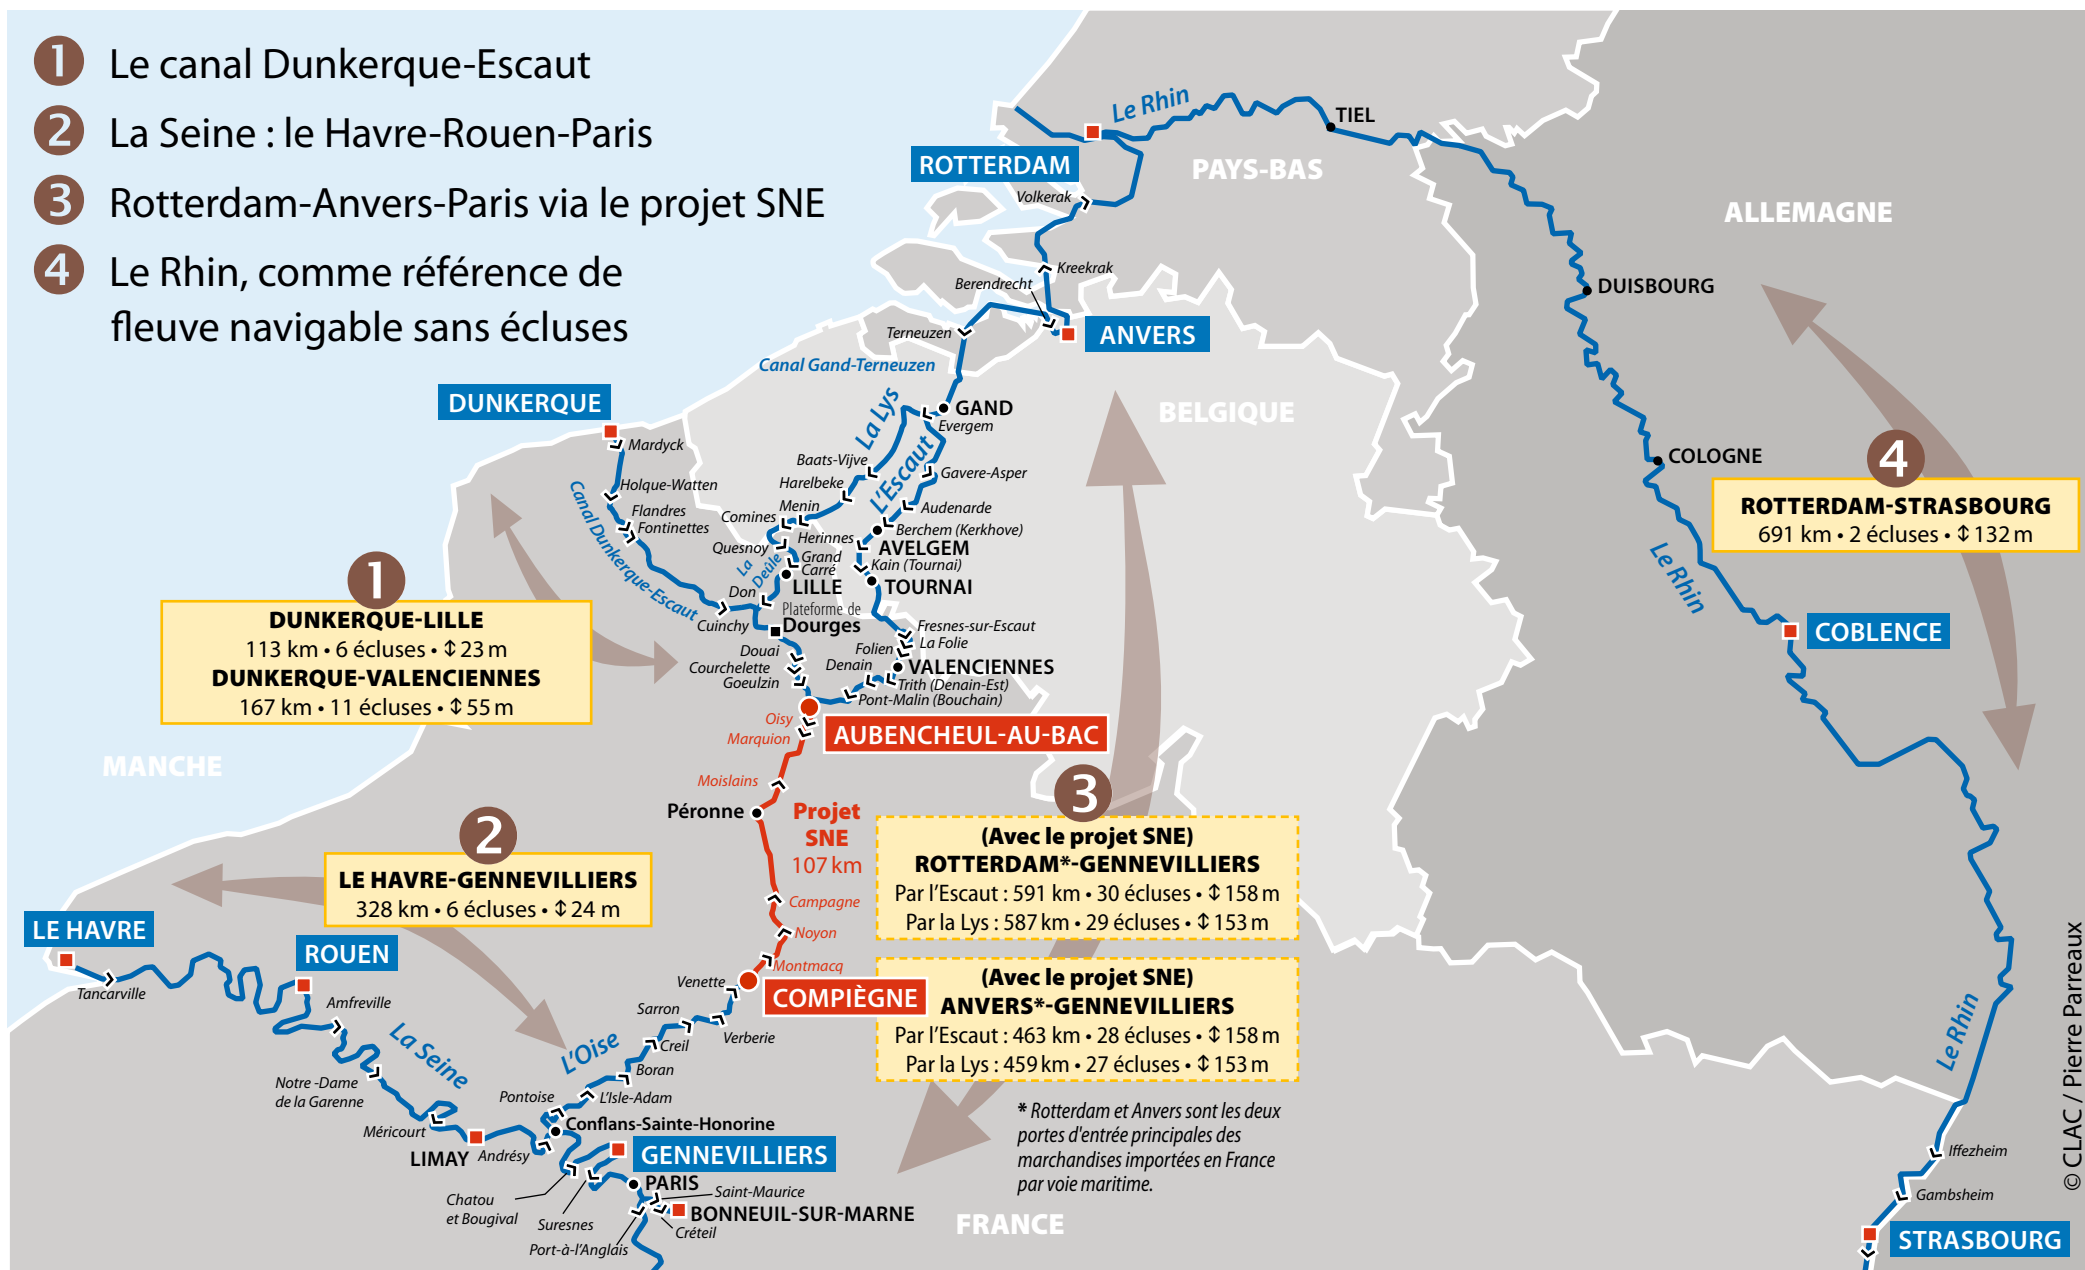 1 Le canal Dunkerque-Escaut
2 La Seine : le Havre-Rouen-Paris
3 Rotterdam-Anvers-Paris via le projet SNE
4 Le Rhin, comme référence de
fleuve navigable sans écluses
Le Rhin
TIEL
ROTTERDAM
PAYS-BAS
Volkerak
ALLEMAGNE
Kreekrak
Berendrecht
DUISBOURG
Terneuzen
ANVERS
Canal Gand-Terneuzen
DUNKERQUE
La Lys
GAND
Evergem
BELGIQUE
Mardyck
L'Escaut
Baats-Vijve
Gavere-Asper
COLOGNE
4
Holque-Watten
Harelbeke
Canal Dunkerque-Escaut
Flandres
Fontinettes
Menin
Comines
Audenarde
Berchem (Kerkhove)
ROTTERDAM-STRASBOURG
691 km • 2 écluses • ↕132 m
Quesnoy
Herinnes
AVELGEM
Grand
Carré
Kain (Tournai)
La
Deûle
LILLE
TOURNAI
Le Rhin
1
Don
Plateforme de
Dourges
Cuinchy
DUNKERQUE-LILLE
113 km • 6 écluses • ↕23 m
DUNKERQUE-VALENCIENNES
167 km • 11 écluses • ↕55 m
Fresnes-sur-Escaut
La Folie
Folien
COBLENCE
Douai
Courchelette
Goeulzin
Denain
VALENCIENNES
Trith (Denain-Est)
Pont-Malin (Bouchain)
Oisy
Marquion
AUBENCHEUL-AU-BAC
MANCHE
Moislains
Péronne
Projet
SNE
107 km
3
(Avec le projet SNE)
ROTTERDAM*-GENNEVILLIERS
Par l'Escaut : 591 km • 30 écluses • ↕158 m
Par la Lys : 587 km • 29 écluses • ↕153 m
2
LE HAVRE-GENNEVILLIERS
328 km • 6 écluses • ↕24 m
Campagne
Noyon
Montmacq
LE HAVRE
ROUEN
Tancarville
Amfreville
Venette
COMPIÈGNE
(Avec le projet SNE)
ANVERS*-GENNEVILLIERS
Par l'Escaut : 463 km • 28 écluses • ↕158 m
Par la Lys : 459 km • 27 écluses • ↕153 m
Sarron
Verberie
Creil
La Seine
L'Oise
Boran
Notre -Dame
de la Garenne
Pontoise
L'Isle-Adam
Le Rhin
Méricourt
Conflans-Sainte-Honorine
LIMAY
Andrésy
GENNEVILLIERS
* Rotterdam et Anvers sont les deux
portes d'entrée principales des
marchandises importées en France
par voie maritime.
Chatou
et Bougival
Suresnes
PARIS
Saint-Maurice
BONNEUIL-SUR-MARNE
Créteil
Port-à-l'Anglais
FRANCE
Iffezheim
Gambsheim
STRASBOURG
© CLAC / Pierre Parreaux